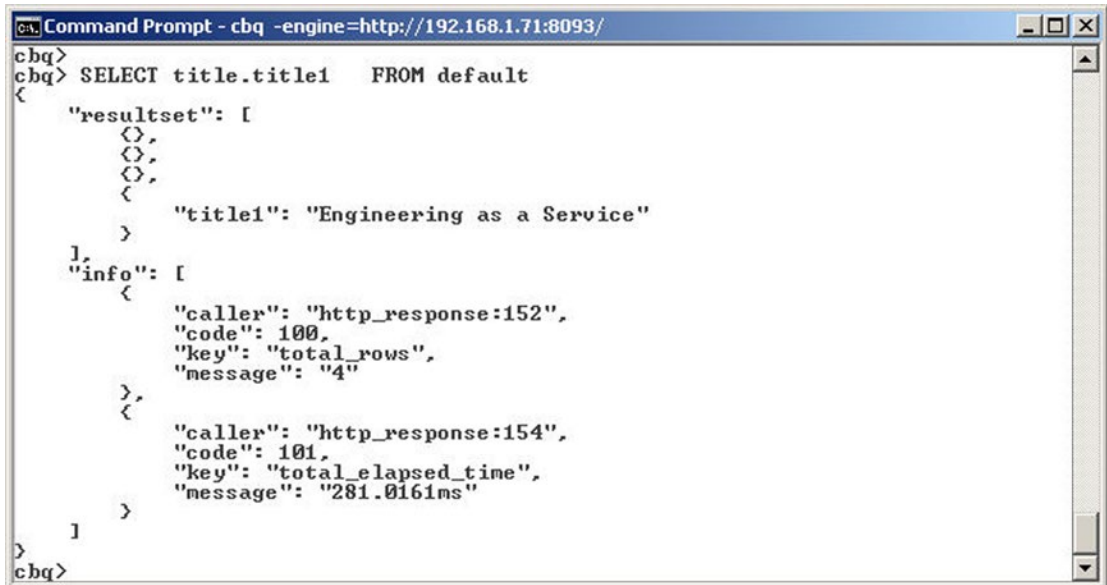 Command Prompt - cbq -engine=http://192.168.1.71:8093/
cbq>
cbq> SELECT title.title1   FROM default
{
    "resultset": [
        {},
        {},
        {},
        {
            "title1": "Engineering as a Service"
        }
    ],
    "info": [
        {
            "caller": "http_response:152",
            "code": 100,
            "key": "total_rows",
            "message": "4"
        },
        {
            "caller": "http_response:154",
            "code": 101,
            "key": "total_elapsed_time",
            "message": "281.0161ms"
        }
    ]
}
cbq>